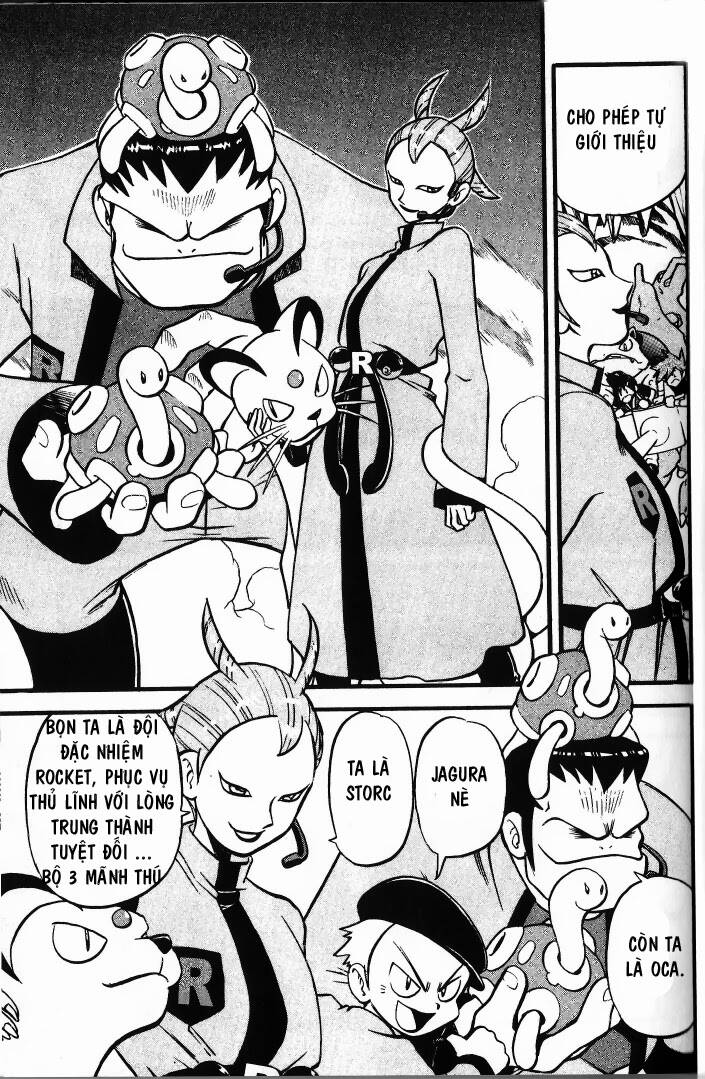 CHO PHÉP TỰ
GIỚI THIỆU
R
R
R
BỌN TA LÀ ĐỘI
ĐẶC NHIỆM
ROCKET, PHỤC VỤ
THỦ LĨNH VỚI LÒNG
TRUNG THÀNH
TUYỆT ĐỐI ...
BỘ 3 MÃNH THÚ
TA LÀ
STORC
JAGURA
NÈ
CÒN TA
LÀ OCA.
R